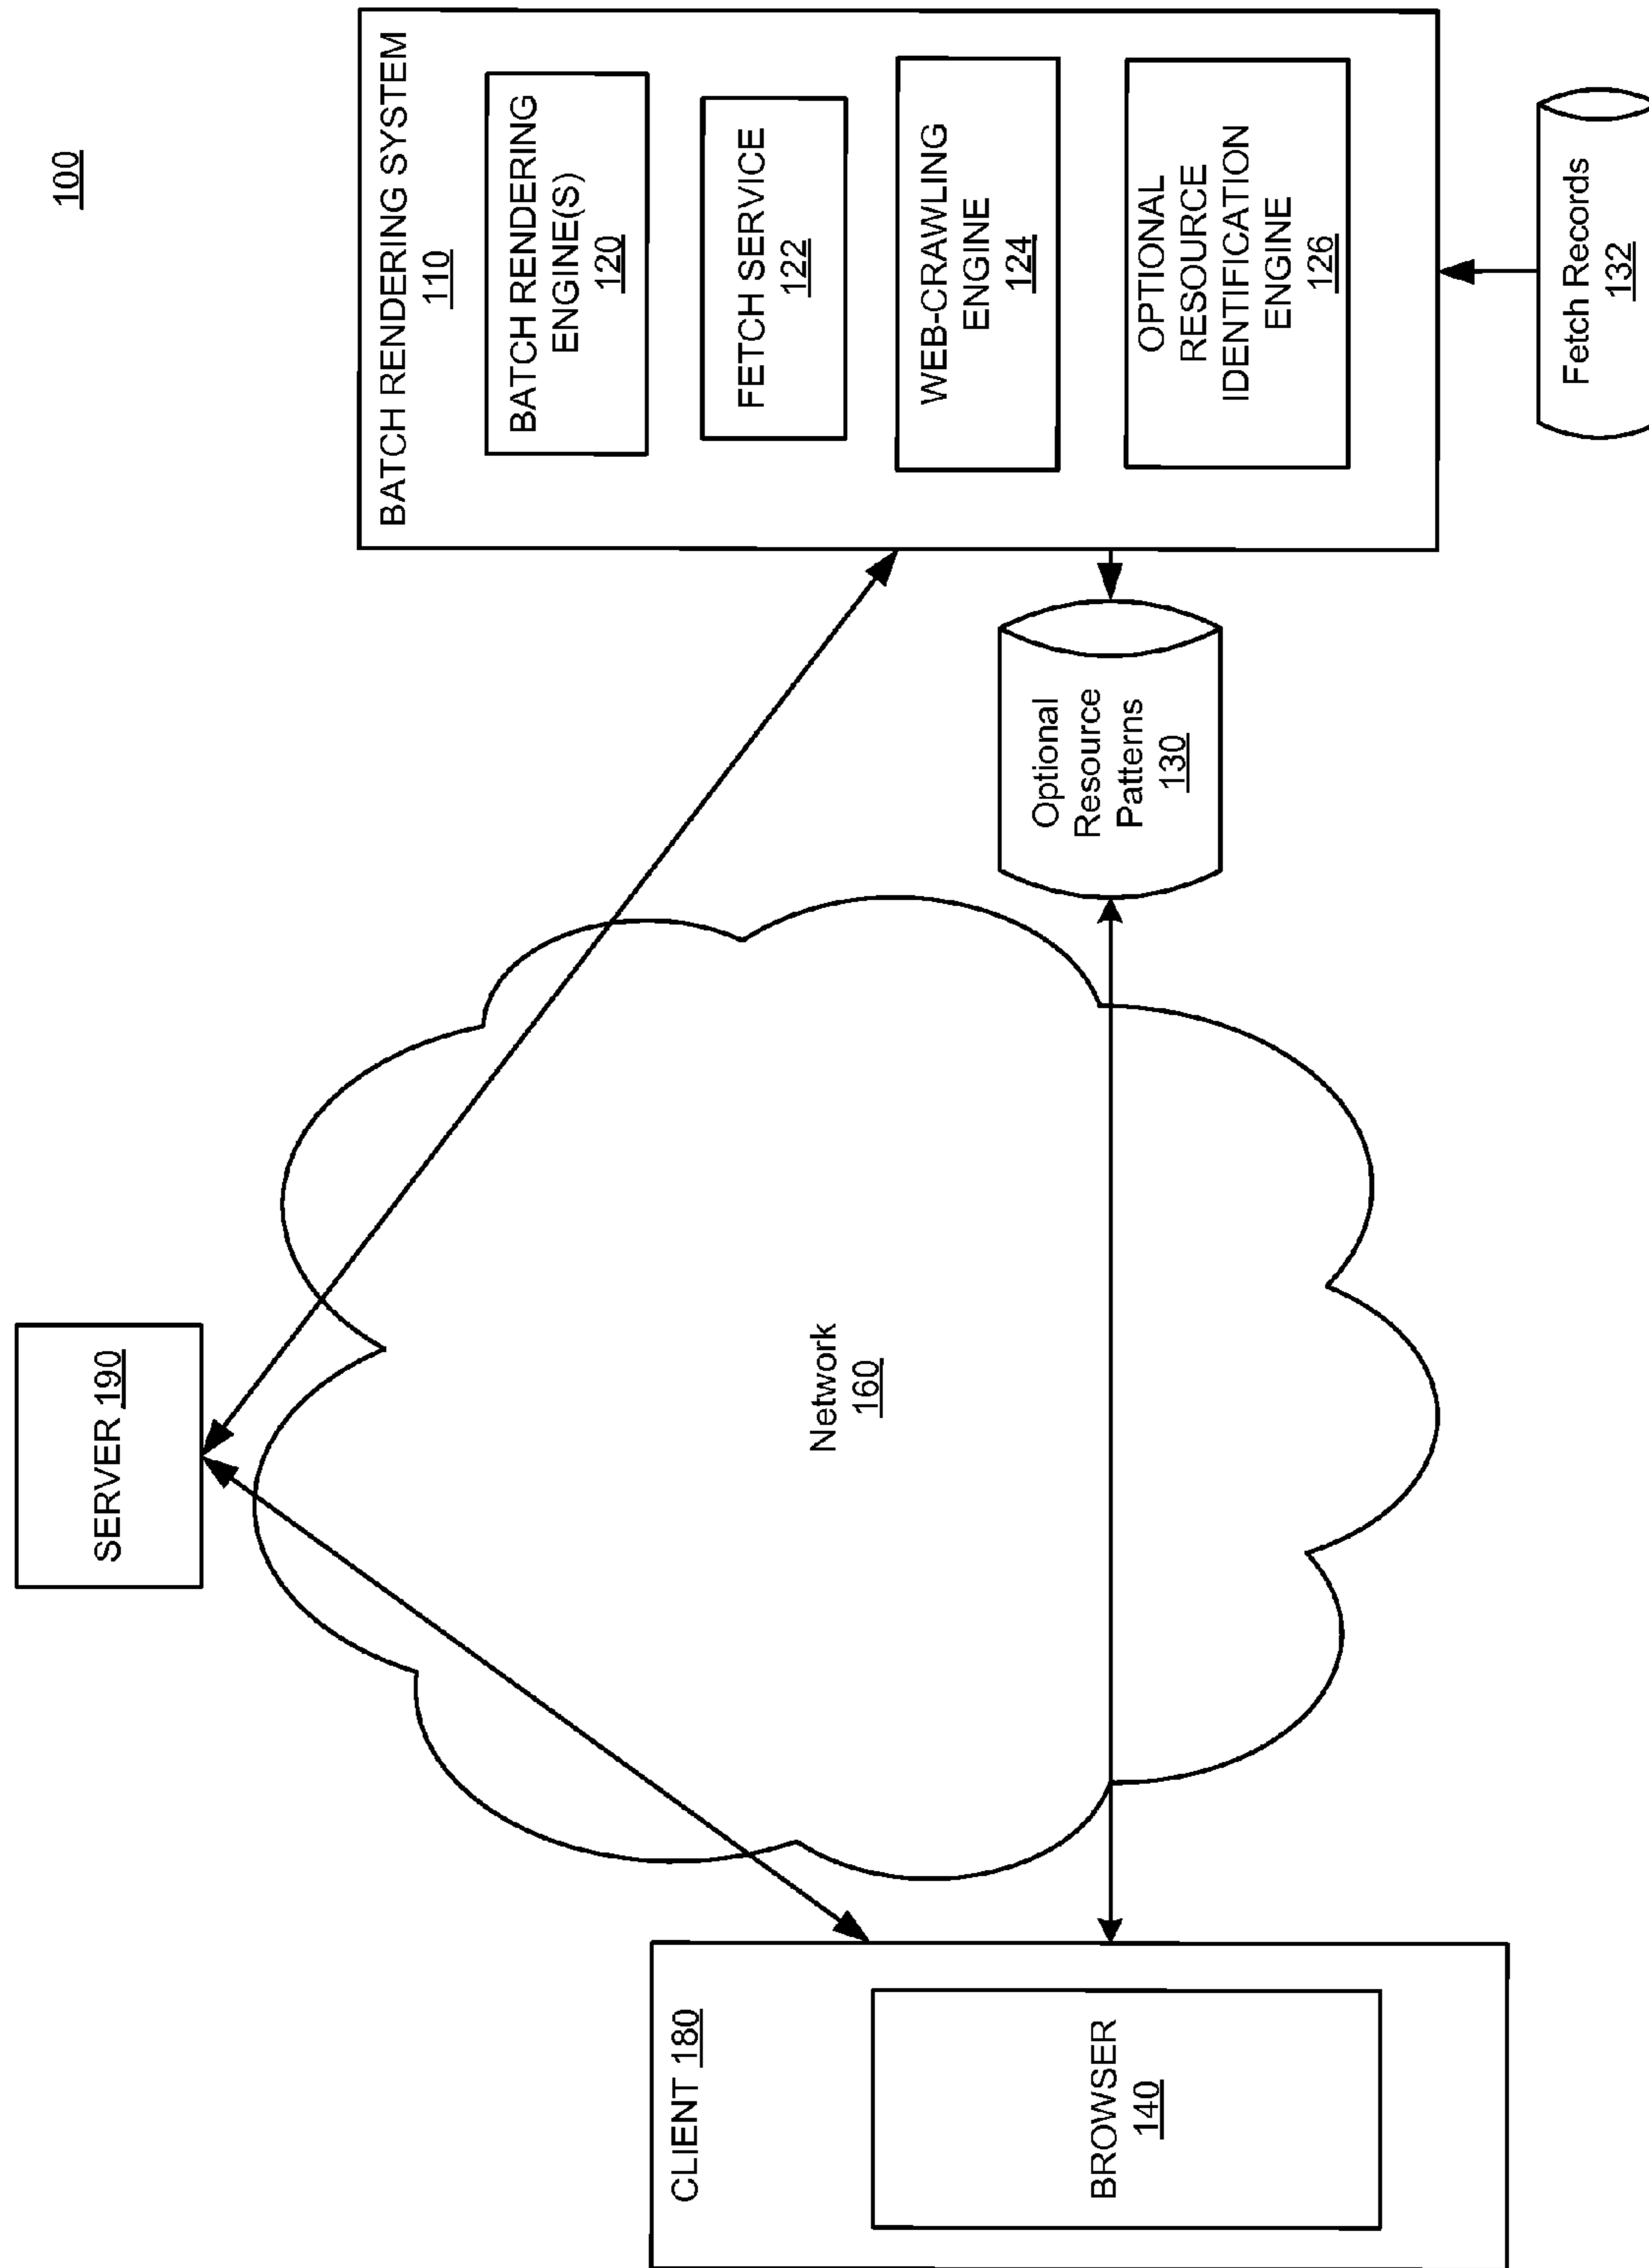 100
BATCH RENDERING SYSTEM
110
BATCH RENDERING
ENGINE(S)
120
FETCH SERVICE
122
WEB-CRAWLING
ENGINE
124
OPTIONAL
RESOURCE
IDENTIFICATION
ENGINE
126
Fetch Records
132
Optional
Resource
Patterns
130
SERVER 190
Network
160
CLIENT 180
BROWSER
140